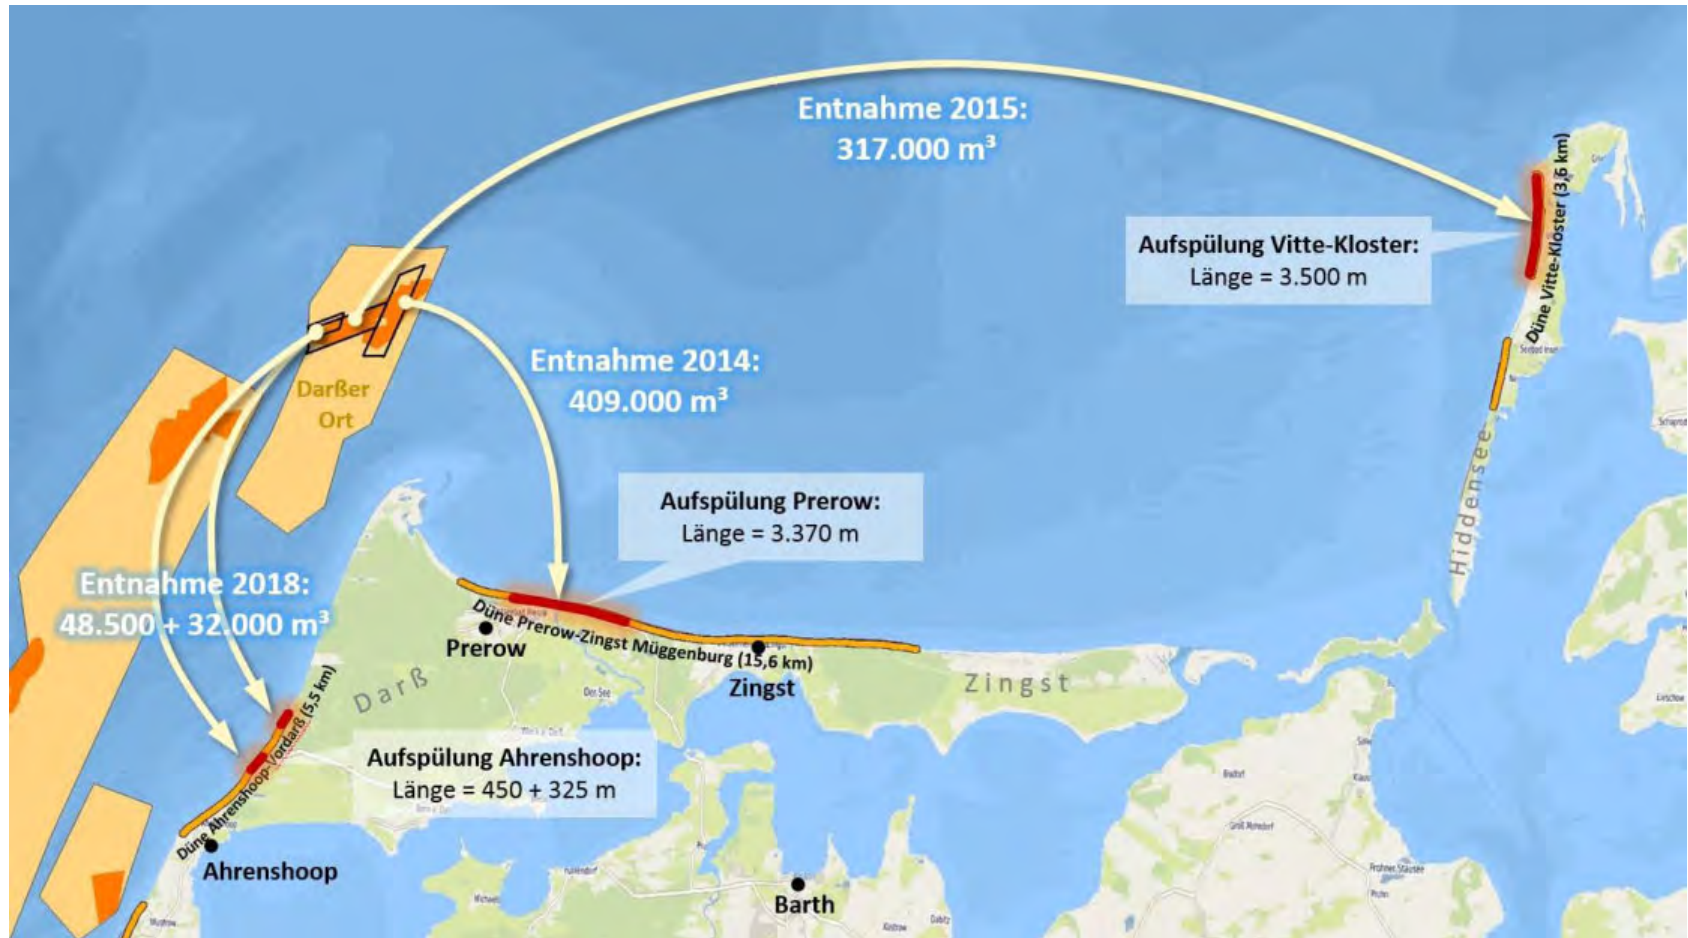 Entnahme 2015:
317.000 m³
Aufspülung Vitte-Kloster:
Länge = 3.500 m
Düne Vitte-Kloster (3,6 km)
Entnahme 2014:
409.000 m³
Darßer
Ort
Aufspülung Prerow:
Länge = 3.370 m
Hiddensee
Entnahme 2018:
48.500 + 32.000 m³
Düne Prerow-Zingst Müggenburg (15,6 km)
Prerow
Zingst
Darß
Zingst
Düne Ahrenshoop-Vordarß (5,5 km)
Aufspülung Ahrenshoop:
Länge = 450 + 325 m
Ahrenshoop
Barth